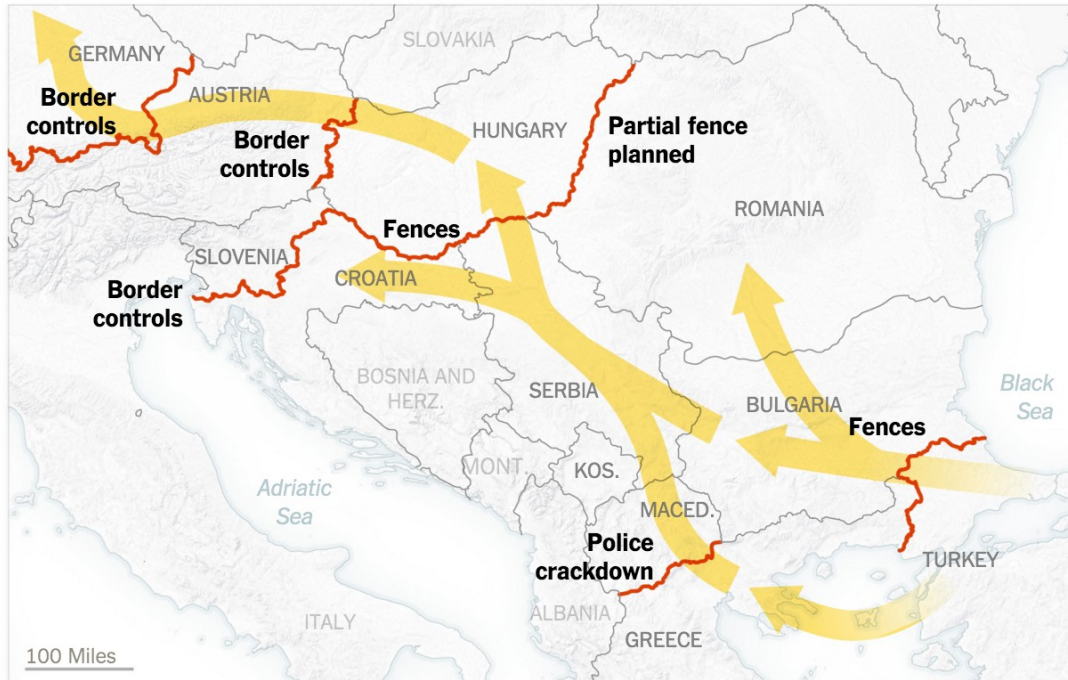 SLOVAKIA
GERMANY
AUSTRIA
Border
controls
Border
controls
HUNGARY
Partial fence
planned
ROMANIA
Fences
SLOVENIA
CROATIA
Border
controls
BOSNIA AND
HERZ.
SERBIA
BULGARIA
Black
Sea
Fences
MONT.
KOS.
Adriatic
Sea
MACED.
Police
crackdown
TURKEY
ALBANIA
ITALY
GREECE
100 Miles